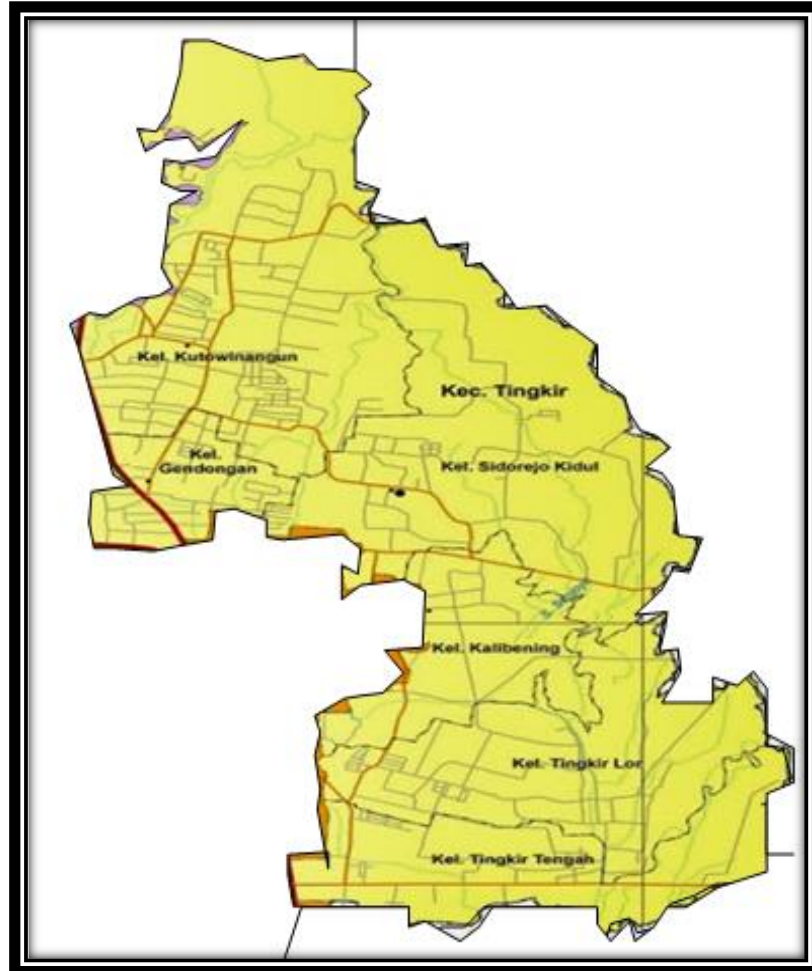 Kel. Kutowinangun
Kec. Tingkir
Kel.
Gendongan
Kel. Sidorejo Kidul
Kel. Kalibening
Kel. Tingkir Lor
Kel. Tingkir Tengah